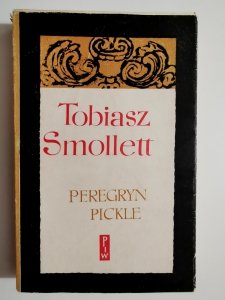 Tobiasz
Smollett
PEREGRYN
PICKLE
PIW